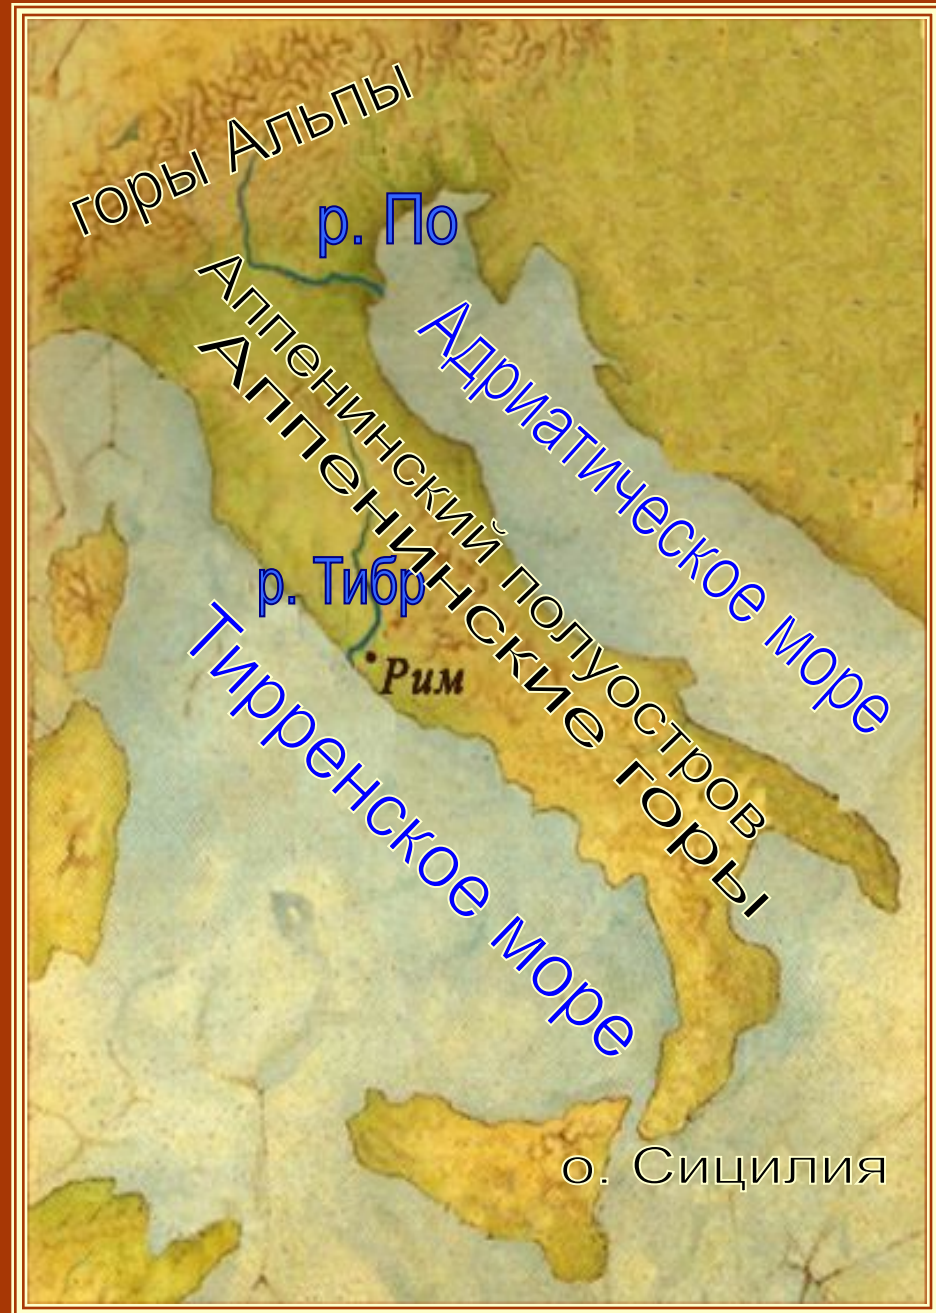 горы Альпы
р. По
Аппенинский полуостров
Аппенинские горы
Адриатическое море
р. Тибр
Рим
Тирренское море
о. Сицилия